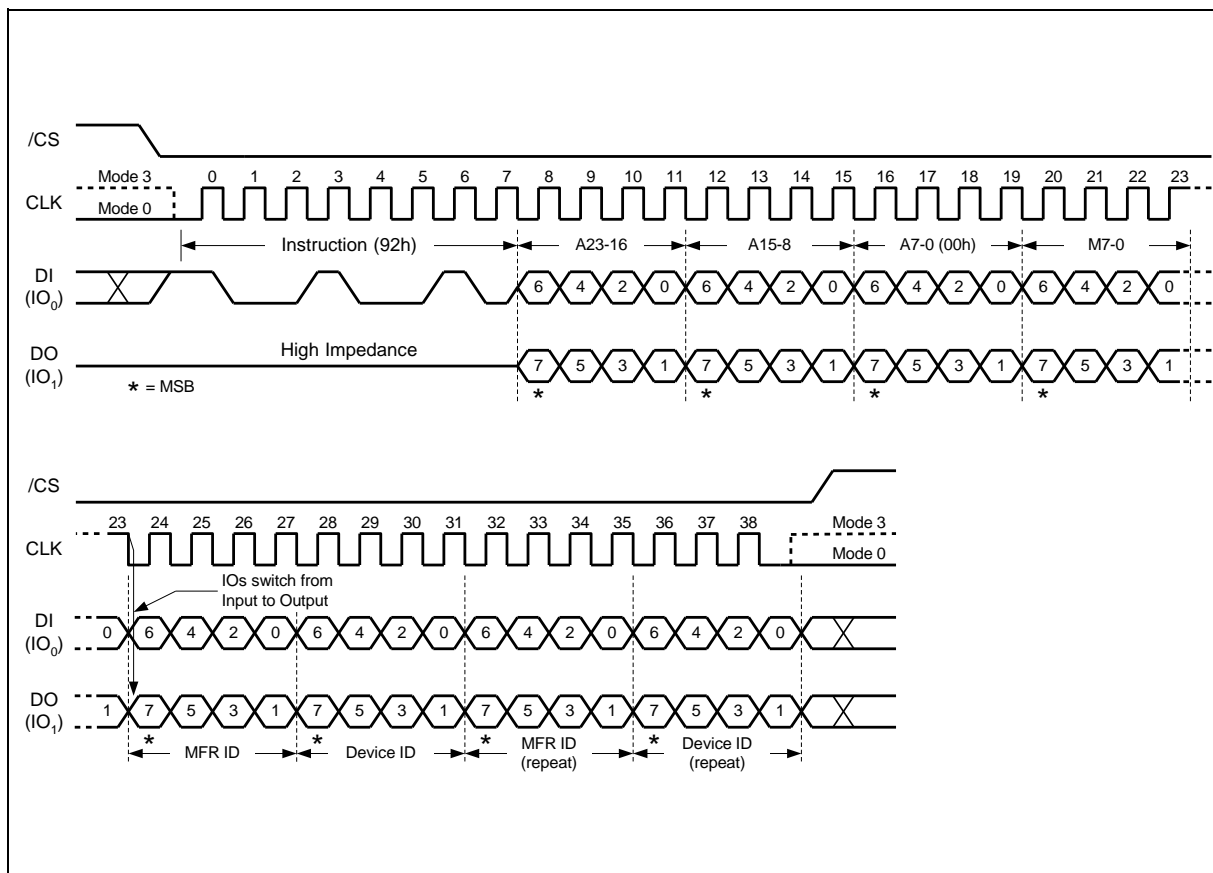 /CS
Mode 3 0 1 2 3 4 5 6 7 8 9 10 11 12 13 14 15 16 17 18 19 20 21 22 23
CLK
Mode 0
Instruction (92h) A23-16 A15-8 A7-0 (00h) M7-0
DI
(IO0)
6 4 2 0 6 4 2 0 6 4 2 0 6 4 2 0
High Impedance
DO
(IO1)
7 5 3 1 7 5 3 1 7 5 3 1 7 5 3 1
* = MSB
* * * *
/CS
23 24 25 26 27 28 29 30 31 32 33 34 35 36 37 38 Mode 3
CLK
Mode 0
IOs switch from
Input to Output
DI
(IO0)
0 6 4 2 0 6 4 2 0 6 4 2 0 6 4 2 0
DO
(IO1)
1 7 5 3 1 7 5 3 1 7 5 3 1 7 5 3 1
* * * *
MFR ID Device ID MFR ID
(repeat)
Device ID
(repeat)